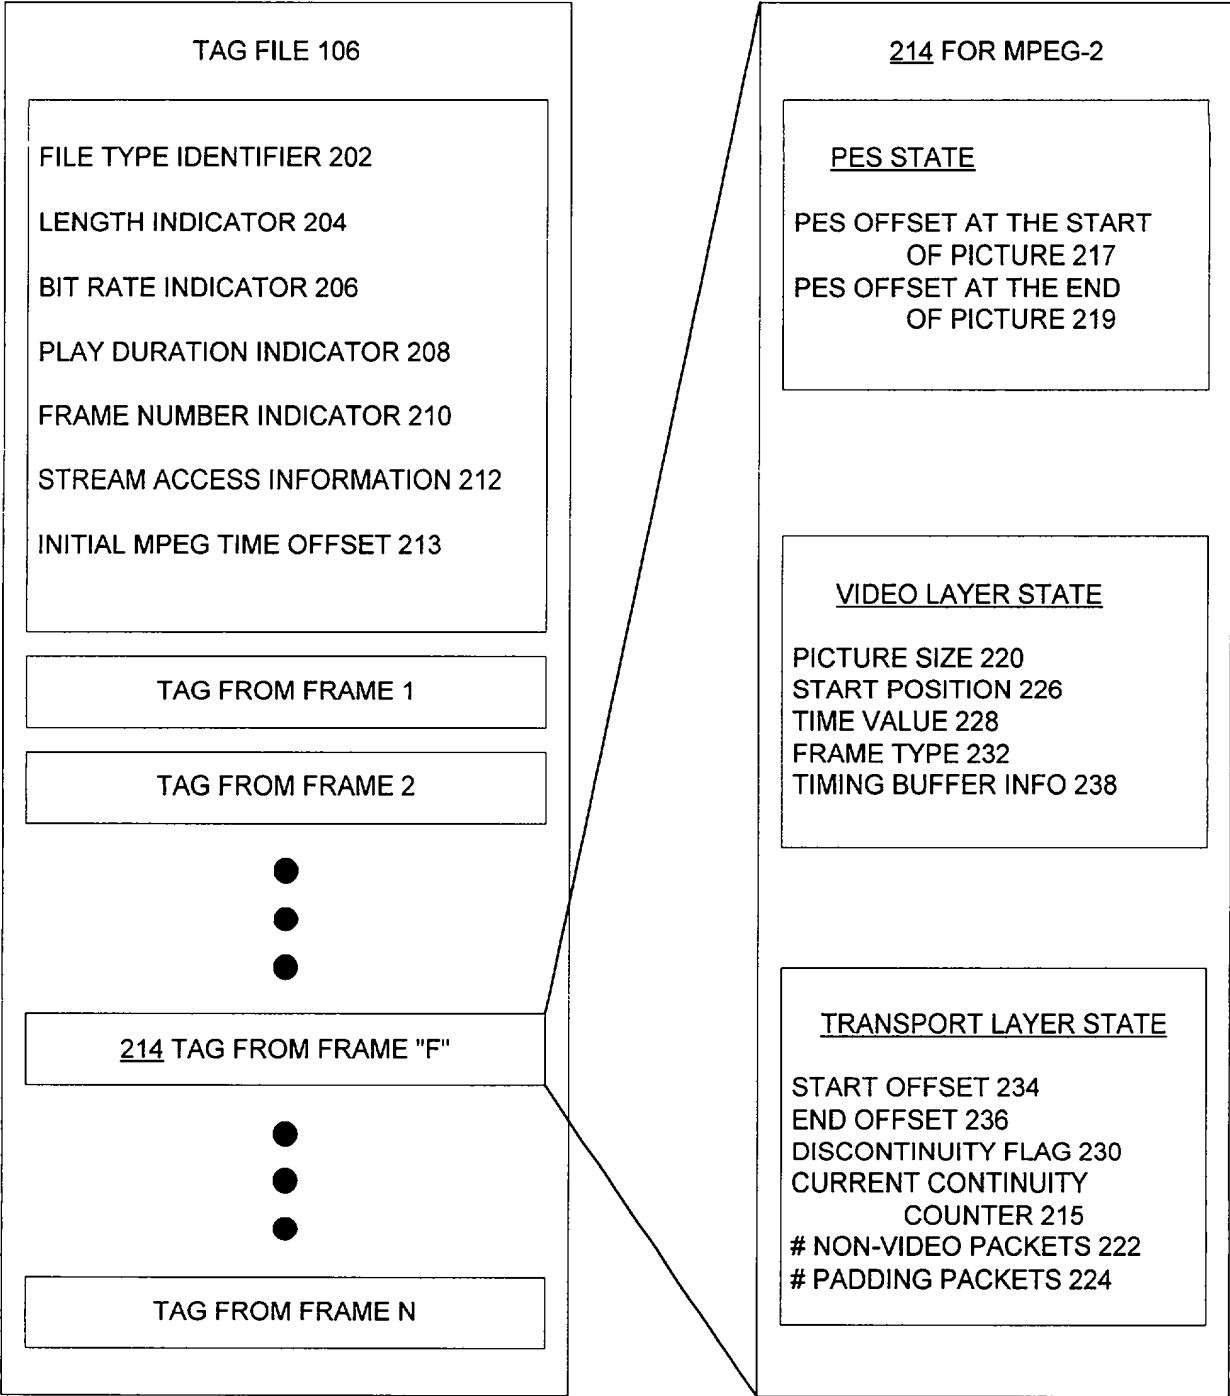 TAG FILE 106
FILE TYPE IDENTIFIER 202
LENGTH INDICATOR 204
BIT RATE INDICATOR 206
PLAY DURATION INDICATOR 208
FRAME NUMBER INDICATOR 210
STREAM ACCESS INFORMATION 212
INITIAL MPEG TIME OFFSET 213
TAG FROM FRAME 1
TAG FROM FRAME 2
214 TAG FROM FRAME "F"
TAG FROM FRAME N
214 FOR MPEG-2
PES STATE
PES OFFSET AT THE START
OF PICTURE 217
PES OFFSET AT THE END
OF PICTURE 219
VIDEO LAYER STATE
PICTURE SIZE 220
START POSITION 226
TIME VALUE 228
FRAME TYPE 232
TIMING BUFFER INFO 238
TRANSPORT LAYER STATE
START OFFSET 234
END OFFSET 236
DISCONTINUITY FLAG 230
CURRENT CONTINUITY
COUNTER 215
# NON-VIDEO PACKETS 222
# PADDING PACKETS 224